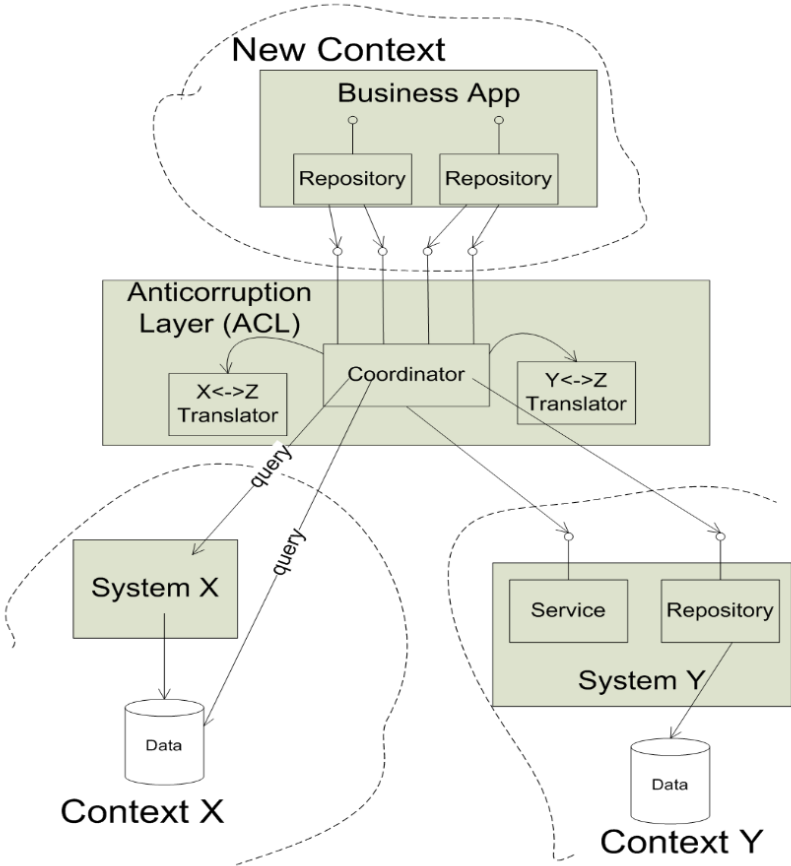 New Context
Business App
Repository
Repository
Anticorruption
Layer (ACL)
Coordinator
X<->Z
Translator
Y<->Z
Translator
query
query
System X
Service
Repository
System Y
Data
Data
Context X
Context Y